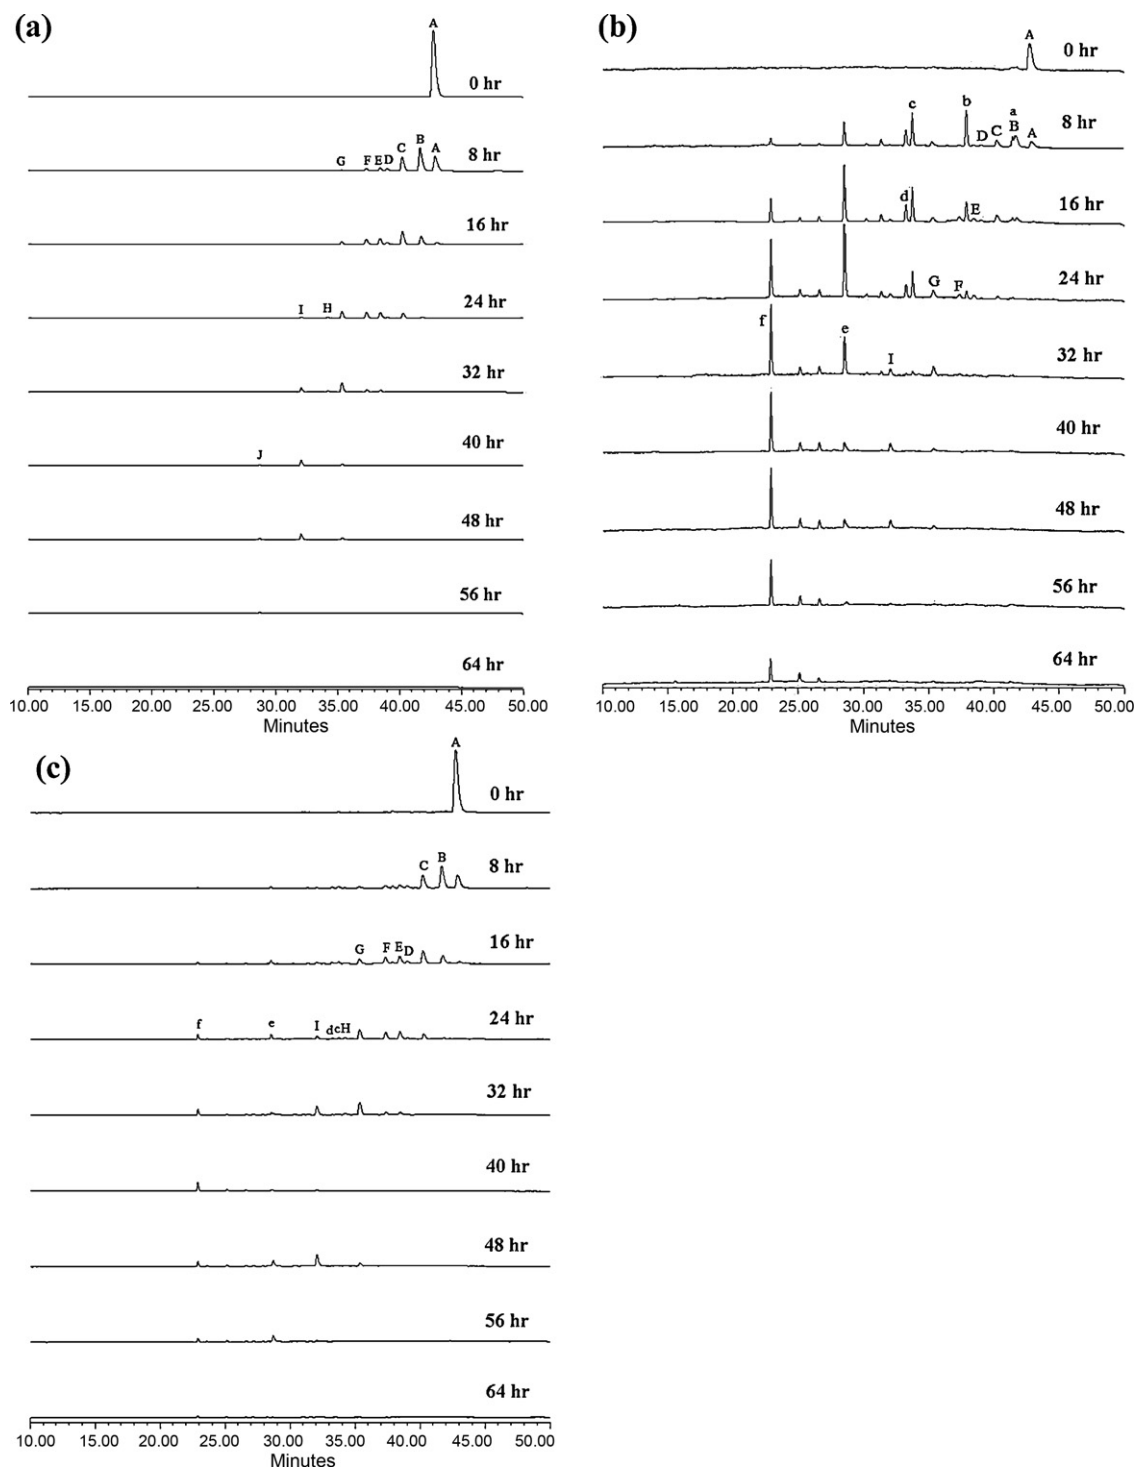 (a)
A
0 hr
G F E D C B A
8 hr
16 hr
I H
24 hr
32 hr
J
40 hr
48 hr
56 hr
64 hr
10.00 15.00 20.00 25.00 30.00 35.00 40.00 45.00 50.00
Minutes
(b)
A
0 hr
c b D C a B A
8 hr
d E
16 hr
G F
24 hr
f e I
32 hr
40 hr
48 hr
56 hr
64 hr
10.00 15.00 20.00 25.00 30.00 35.00 40.00 45.00 50.00
Minutes
(c)
A
0 hr
C B
8 hr
G F E D
16 hr
f e I d c H
24 hr
32 hr
40 hr
48 hr
56 hr
64 hr
10.00 15.00 20.00 25.00 30.00 35.00 40.00 45.00 50.00
Minutes